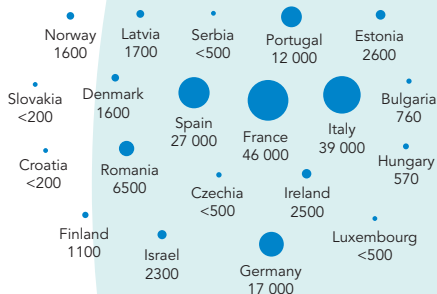 Norway
1600
Latvia
1700
Serbia
<500
Portugal
12 000
Estonia
2600
Slovakia
<200
Denmark
1600
Spain
27 000
France
46 000
Italy
39 000
Bulgaria
760
Croatia
<200
Romania
6500
Czechia
<500
Ireland
2500
Hungary
570
Finland
1100
Israel
2300
Germany
17 000
Luxembourg
<500